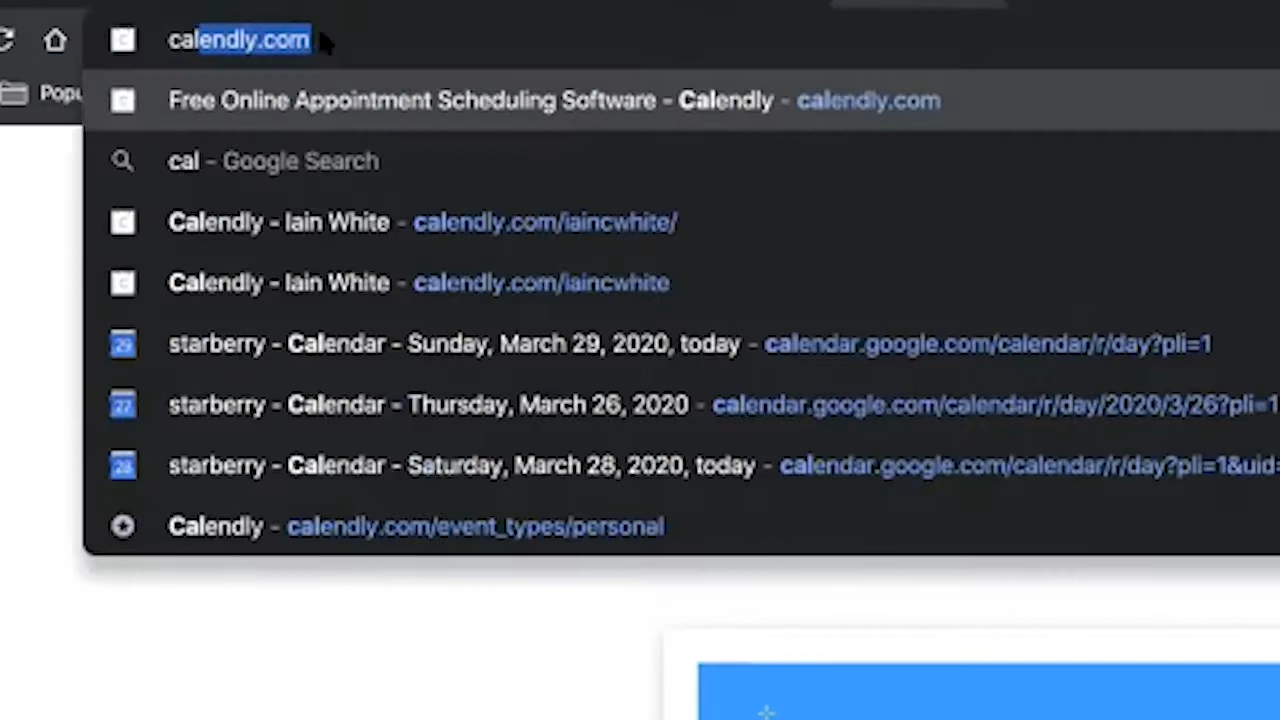 calendly.com
Popu
Free Online Appointment Scheduling Software - Calendly - calendly.com
cal - Google Search
Calendly - Iain White - calendly.com/iaincwhite/
Calendly - Iain White - calendly.com/iaincwhite
29 starberry - Calendar - Sunday, March 29, 2020, today - calendar.google.com/calendar/r/day?pli=1
27 starberry - Calendar - Thursday, March 26, 2020 - calendar.google.com/calendar/r/day/2020/3/26?pli=1
28 starberry - Calendar - Saturday, March 28, 2020, today - calendar.google.com/calendar/r/day?pli=1&uid=
Calendly - calendly.com/event_types/personal